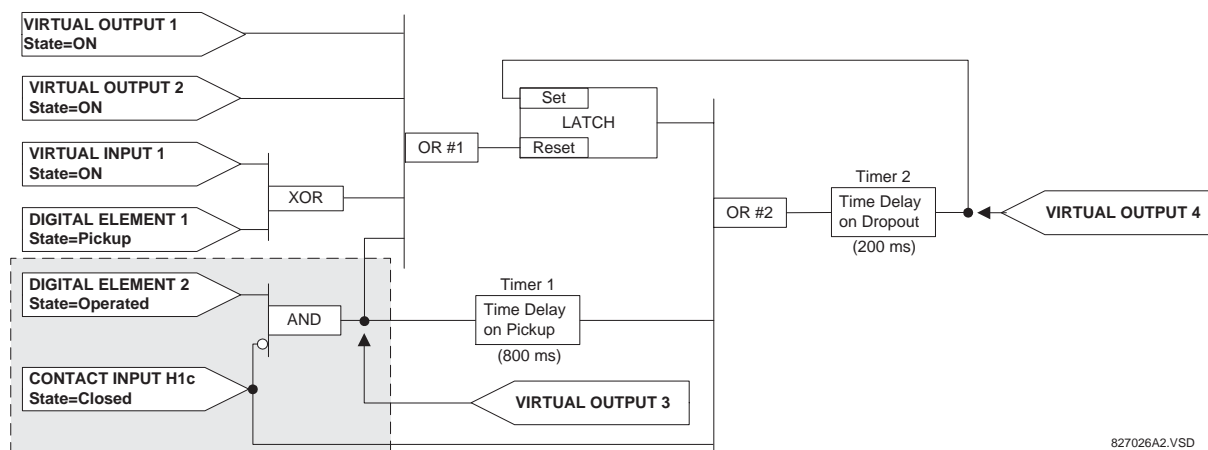 VIRTUAL OUTPUT 1
State=ON
VIRTUAL OUTPUT 2
State=ON
VIRTUAL INPUT 1
State=ON
DIGITAL ELEMENT 1
State=Pickup
DIGITAL ELEMENT 2
State=Operated
CONTACT INPUT H1c
State=Closed
XOR
AND
OR #1
Set
LATCH
Reset
Timer 1
Time Delay
on Pickup
(800 ms)
VIRTUAL OUTPUT 3
OR #2
Timer 2
Time Delay
on Dropout
(200 ms)
VIRTUAL OUTPUT 4
827026A2.VSD